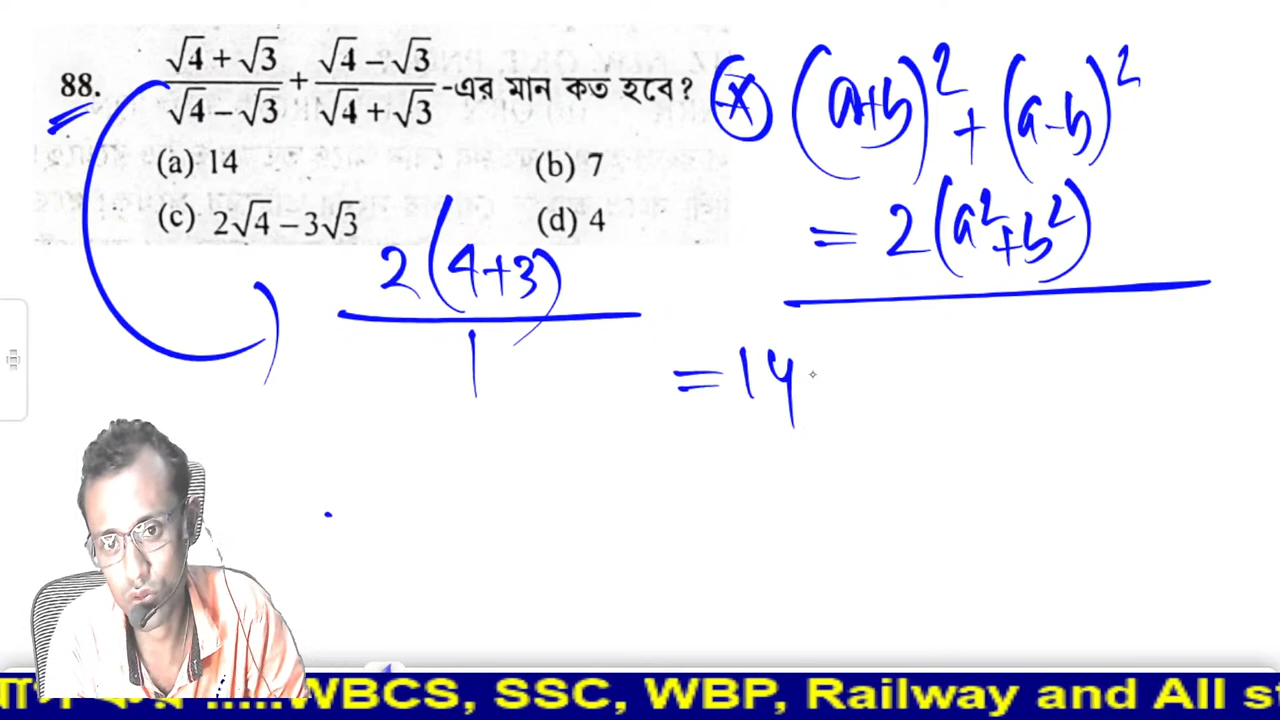 88. (√4 + √3)/(√4 – √3) + (√4 – √3)/(√4 + √3) -এর মান কত হবে?
(a) 14 (b) 7
(c) 2√4 – 3√3 (d) 4
(a+b)² + (a-b)²
= 2(a²+b²)
2(4+3)
1
= 14
.....WBCS, SSC, WBP, Railway and All